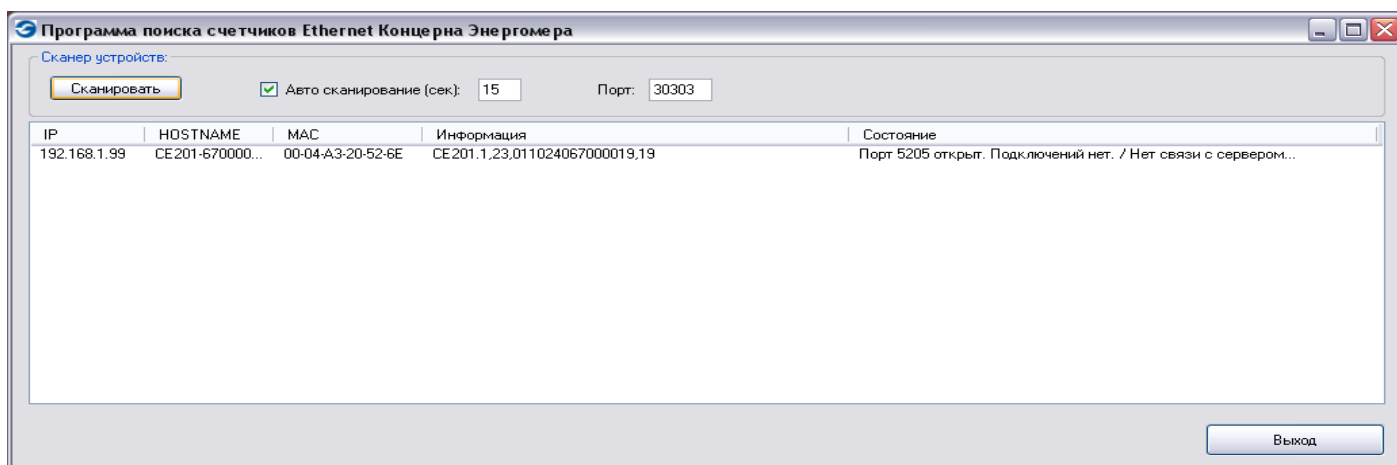 Программа поиска счетчиков Ethernet Концерна Энергомера
Сканер устройств:
Сканировать Авто сканирование (сек): 15 Порт: 30303
IP HOSTNAME MAC Информация Состояние
192.168.1.99 CE201-670000... 00-04-A3-20-52-6E CE201.1,23,011024067000019,19 Порт 5205 открыт. Подключений нет. / Нет связи с сервером...
Выход